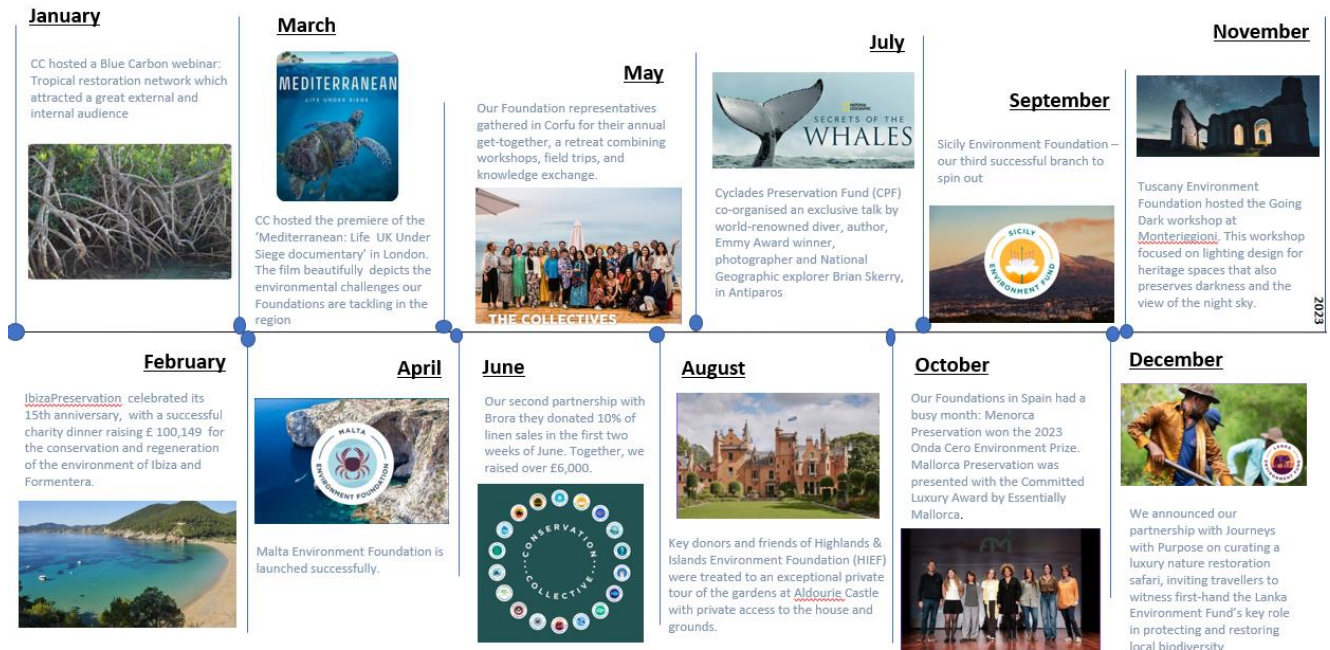 January
CC hosted a Blue Carbon webinar:
Tropical restoration network which
attracted a great external and
internal audience
March
MEDITERRANEAN
LIFE UNDER SIEGE
CC hosted the premiere of the
‘Mediterranean: Life UK Under
Siege documentary’ in London.
The film beautifully depicts the
environmental challenges our
Foundations are tackling in the
region
May
Our Foundation representatives
gathered in Corfu for their annual
get-together, a retreat combining
workshops, field trips, and
knowledge exchange.
THE COLLECTIVES
July
NATIONAL
GEOGRAPHIC
SECRETS OF THE
WHALES
Cyclades Preservation Fund (CPF)
co-organised an exclusive talk by
world-renowned diver, author,
Emmy Award winner,
photographer and National
Geographic explorer Brian Skerry,
in Antiparos
September
Sicily Environment Foundation –
our third successful branch to
spin out
SICILY
ENVIRONMENT FUND
November
Tuscany Environment
Foundation hosted the Going
Dark workshop at
Monteriggioni. This workshop
focused on lighting design for
heritage spaces that also
preserves darkness and the
view of the night sky.
2023
February
IbizaPreservation celebrated its
15th anniversary, with a successful
charity dinner raising £ 100,149 for
the conservation and regeneration
of the environment of Ibiza and
Formentera.
April
MALTA
ENVIRONMENT FOUNDATION
Malta Environment Foundation is
launched successfully.
June
Our second partnership with
Brora they donated 10% of
linen sales in the first two
weeks of June. Together, we
raised over £6,000.
CONSERVATION
COLLECTIVE
August
Key donors and friends of Highlands &
Islands Environment Foundation (HIEF)
were treated to an exceptional private
tour of the gardens at Aldourie Castle
with private access to the house and
grounds.
October
Our Foundations in Spain had a
busy month: Menorca
Preservation won the 2023
Onda Cero Environment Prize.
Mallorca Preservation was
presented with the Committed
Luxury Award by Essentially
Mallorca.
December
LANKA
ENVIRONMENT FUND
We announced our
partnership with Journeys
with Purpose on curating a
luxury nature restoration
safari, inviting travellers to
witness first-hand the Lanka
Environment Fund’s key role
in protecting and restoring
local biodiversity